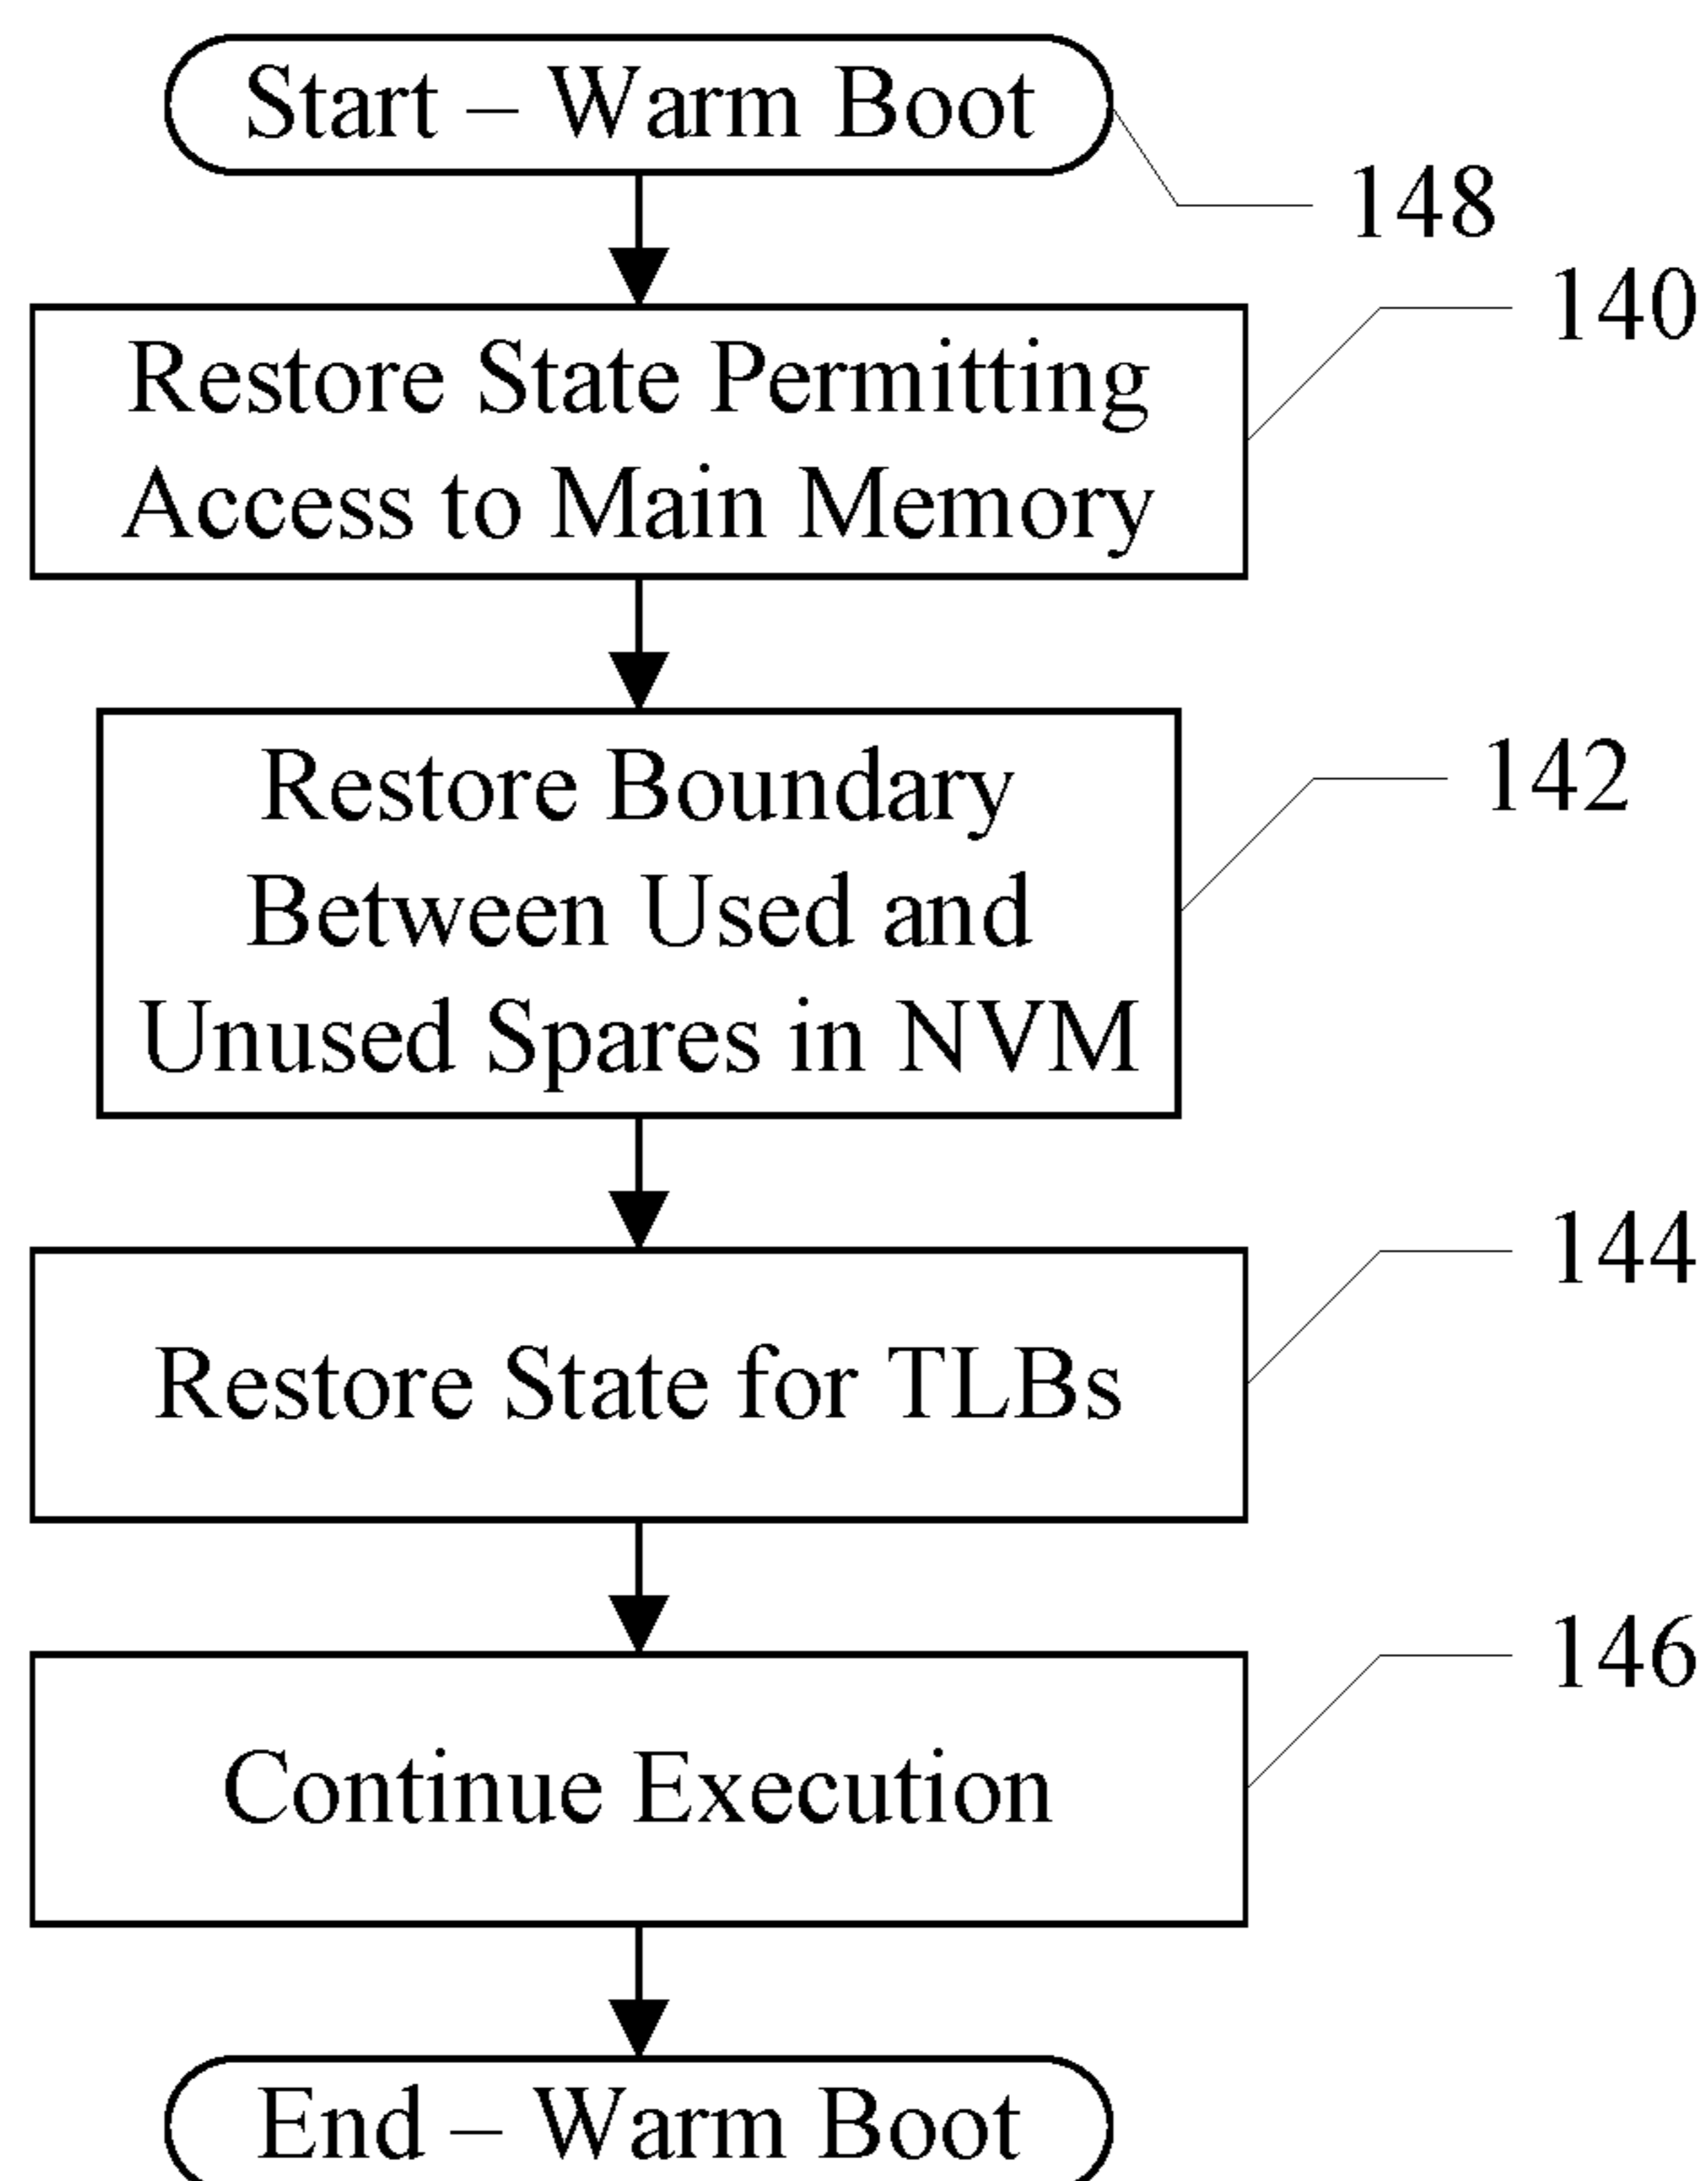 Start – Warm Boot
148
140
Restore State Permitting
Access to Main Memory
142
Restore Boundary
Between Used and
Unused Spares in NVM
144
Restore State for TLBs
146
Continue Execution
End – Warm Boot